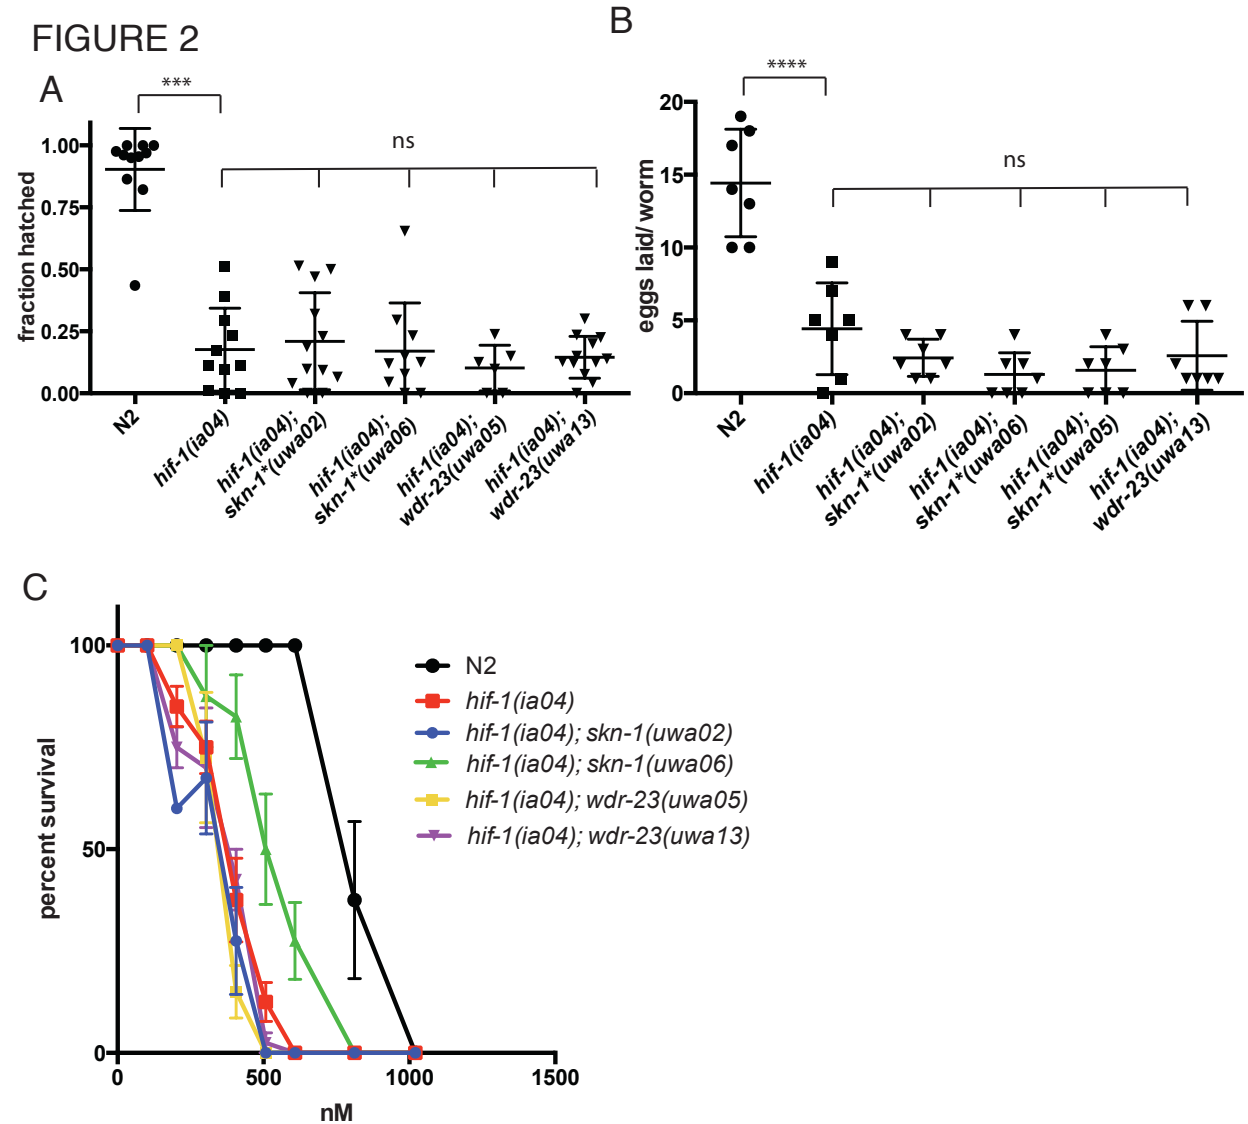 FIGURE 2
A
***
ns
fraction hatched
1.00
0.75
0.50
0.25
0.00
N2
hif-1(ia04)
hif-1(ia04);
skn-1*(uwa02)
hif-1(ia04);
skn-1*(uwa06)
hif-1(ia04);
wdr-23(uwa05)
hif-1(ia04);
wdr-23(uwa13)
B
****
ns
eggs laid/ worm
20
15
10
5
0
N2
hif-1(ia04)
hif-1(ia04);
skn-1*(uwa02)
hif-1(ia04);
skn-1*(uwa06)
hif-1(ia04);
skn-1*(uwa05)
hif-1(ia04);
wdr-23(uwa13)
C
percent survival
100
50
0
0
500
1000
1500
nM
N2
hif-1(ia04)
hif-1(ia04); skn-1(uwa02)
hif-1(ia04); skn-1(uwa06)
hif-1(ia04); wdr-23(uwa05)
hif-1(ia04); wdr-23(uwa13)